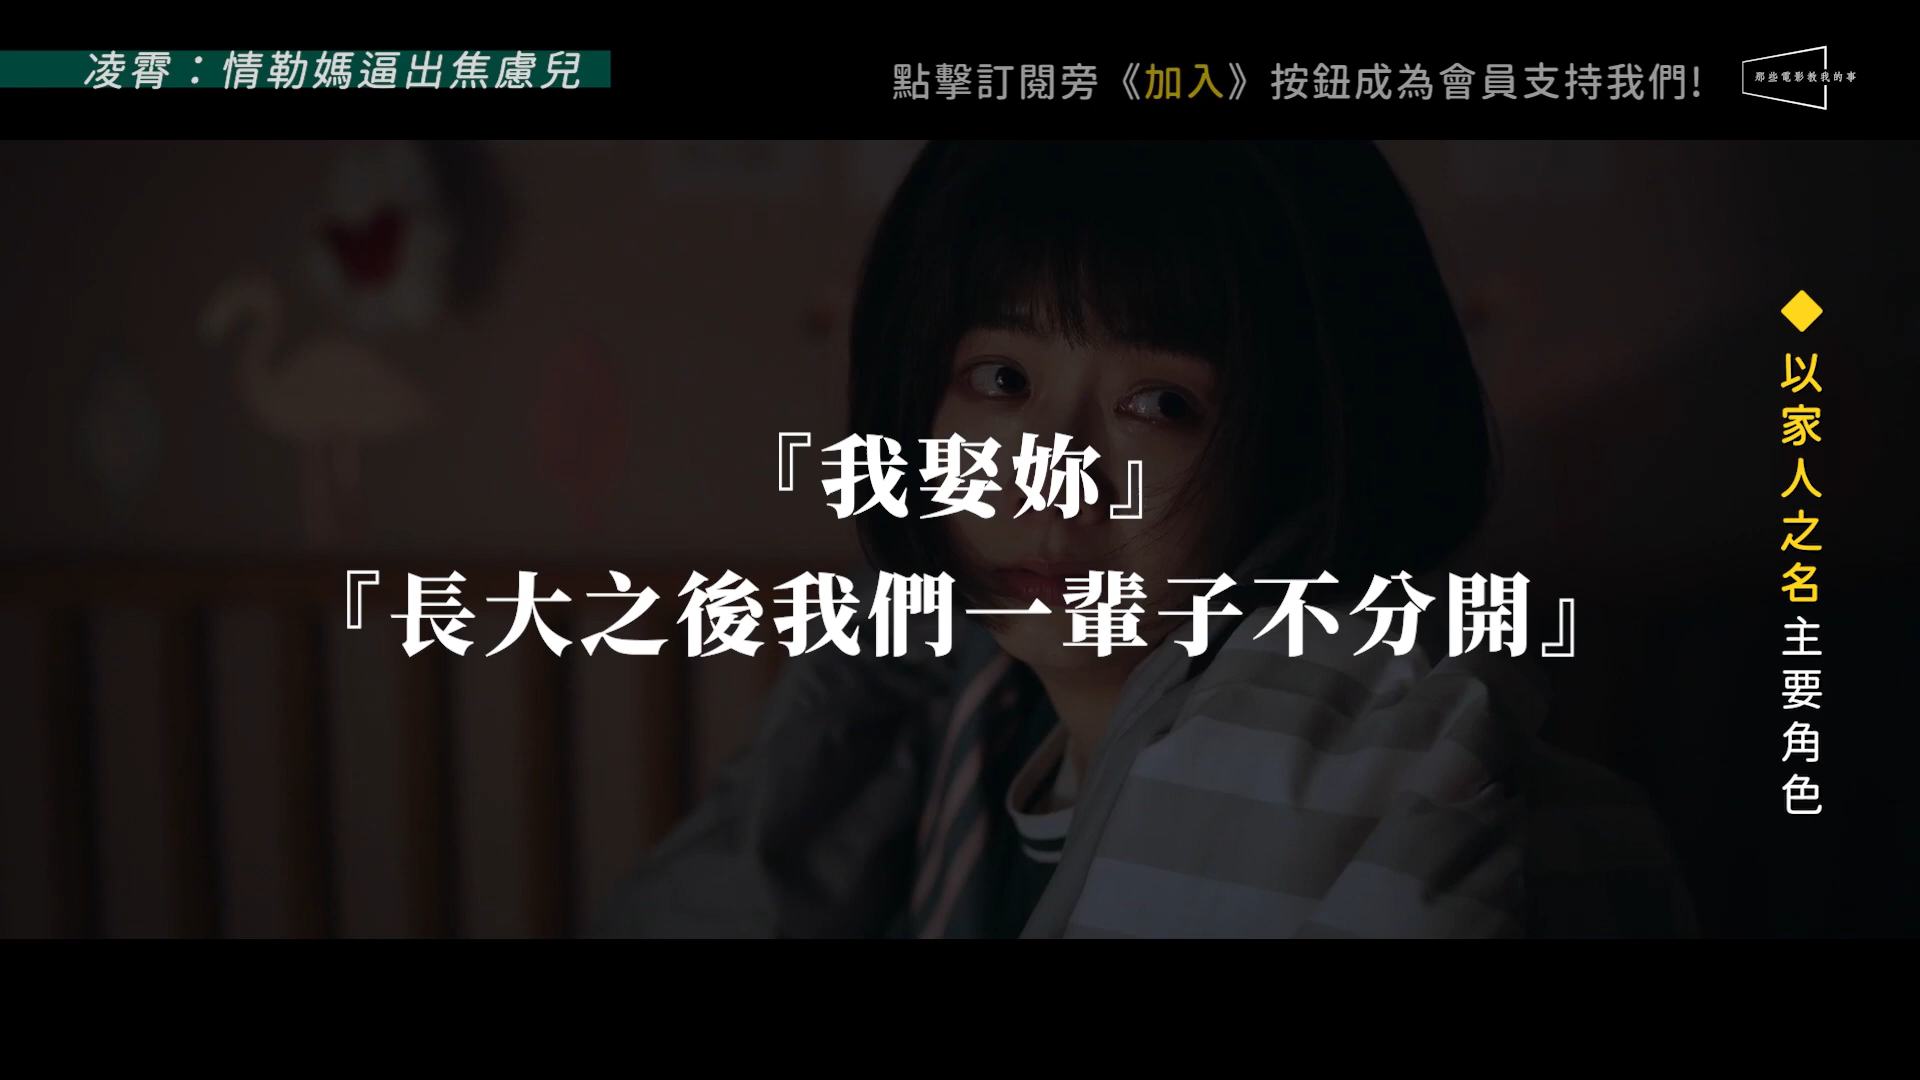 凌霄：情勒媽逼出焦慮兒
點擊訂閱旁《加入》按鈕成為會員支持我們!
那些電影教我的事
『我娶妳』
『長大之後我們一輩子不分開』
◆以家人之名主要角色